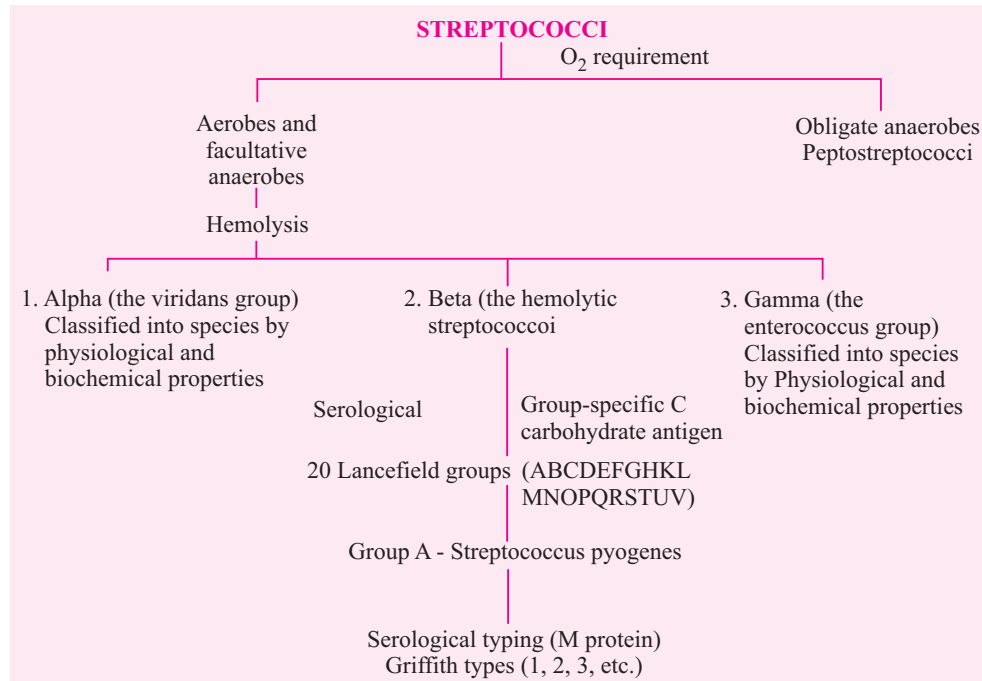 STREPTOCOCCI
O2 requirement
Aerobes and
facultative
anaerobes
Obligate anaerobes
Peptostreptococci
Hemolysis
1. Alpha (the viridans group)
Classified into species by
physiological and
biochemical properties
2. Beta (the hemolytic
streptococcoi
3. Gamma (the
enterococcus group)
Classified into species
by Physiological and
biochemical properties
Serological
Group-specific C
carbohydrate antigen
20 Lancefield groups (ABCDEFGHKL
MNOPQRSTUV)
Group A - Streptococcus pyogenes
Serological typing (M protein)
Griffith types (1, 2, 3, etc.)